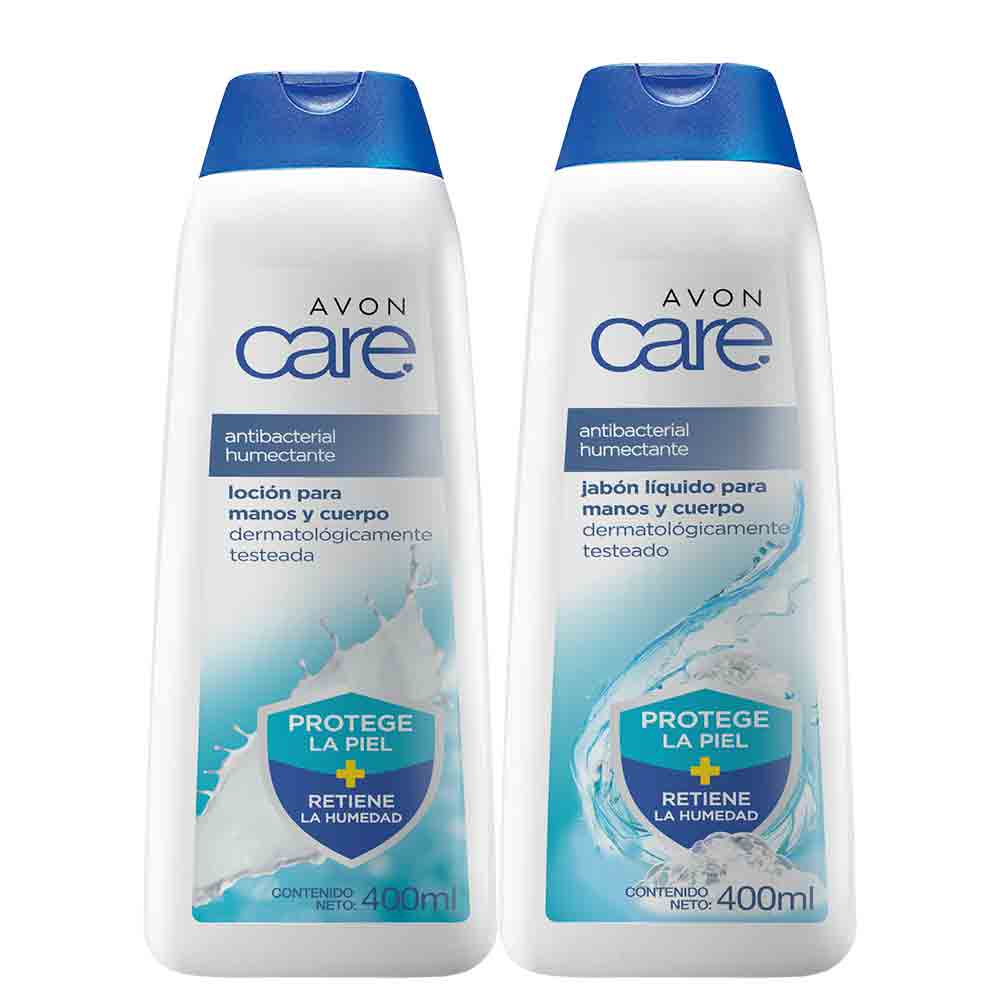 AVON
care
antibacterial
humectante
loción para
manos y cuerpo
dermatológicamente
testeada
PROTEGE
LA PIEL
+
RETIENE
LA HUMEDAD
CONTENIDO
NETO: 400ml
AVON
care
antibacterial
humectante
jabón líquido para
manos y cuerpo
dermatológicamente
testeado
PROTEGE
LA PIEL
+
RETIENE
LA HUMEDAD
CONTENIDO
NETO: 400ml